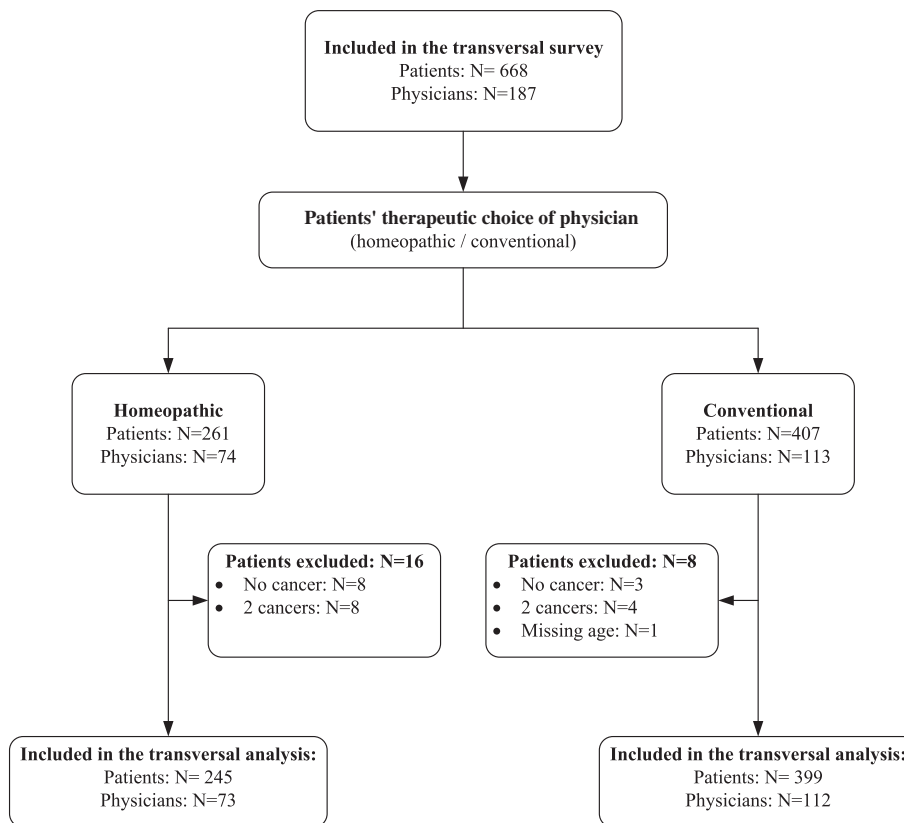 Included in the transversal survey
Patients: N= 668
Physicians: N=187
Patients' therapeutic choice of physician
(homeopathic / conventional)
Homeopathic
Patients: N=261
Physicians: N=74
Conventional
Patients: N=407
Physicians: N=113
Patients excluded: N=16
• No cancer: N=8
• 2 cancers: N=8
Patients excluded: N=8
• No cancer: N=3
• 2 cancers: N=4
• Missing age: N=1
Included in the transversal analysis:
Patients: N= 245
Physicians: N=73
Included in the transversal analysis:
Patients: N= 399
Physicians: N=112